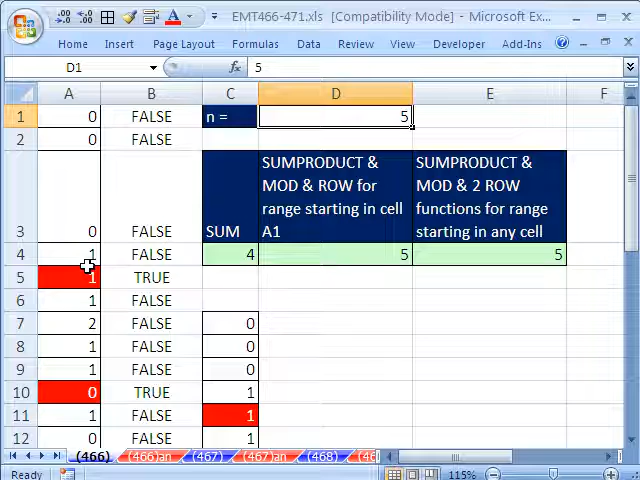 EMT466-471.xls [Compatibility Mode] - Microsoft Ex...
Home Insert Page Layout Formulas Data Review View Developer Add-Ins
D1 fx 5
A B C D E F
1 0 FALSE n = 5
2 0 FALSE
3 0 FALSE SUM
SUMPRODUCT &
MOD & ROW for
range starting in cell
A1
SUMPRODUCT &
MOD & 2 ROW
functions for range
starting in any cell
4 1 FALSE 4 5 5
5 1 TRUE
6 1 FALSE
7 2 FALSE 0
8 1 FALSE 0
9 1 FALSE 0
10 0 TRUE 1
11 1 FALSE 1
12 0 FALSE 1
(466) (466)an (467) (467)an (468)
Ready 115%